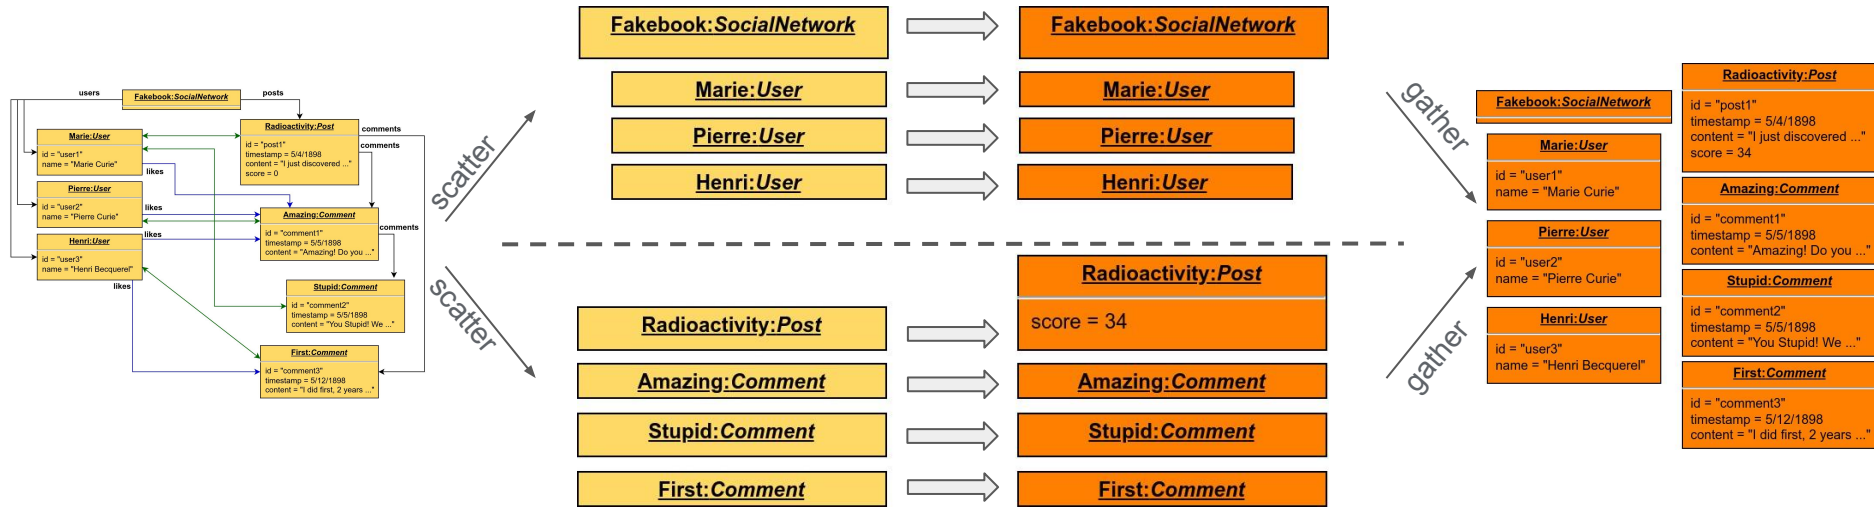 users
Fakebook:SocialNetwork
posts
Marie:User
id = "user1"
name = "Marie Curie"
likes
Pierre:User
id = "user2"
name = "Pierre Curie"
likes
Henri:User
id = "user3"
name = "Henri Becquerel"
likes
likes
Radioactivity:Post
id = "post1"
timestamp = 5/4/1898
content = "I just discovered ..."
score = 0
comments
comments
Amazing:Comment
id = "comment1"
timestamp = 5/5/1898
content = "Amazing! Do you ..."
comments
Stupid:Comment
id = "comment2"
timestamp = 5/5/1898
content = "You Stupid! We ..."
First:Comment
id = "comment3"
timestamp = 5/12/1898
content = "I did first, 2 years ..."
scatter
scatter
Fakebook:SocialNetwork
Fakebook:SocialNetwork
Marie:User
Marie:User
Pierre:User
Pierre:User
Henri:User
Henri:User
Radioactivity:Post
Radioactivity:Post
score = 34
Amazing:Comment
Amazing:Comment
Stupid:Comment
Stupid:Comment
First:Comment
First:Comment
gather
gather
Fakebook:SocialNetwork
Marie:User
id = "user1"
name = "Marie Curie"
Pierre:User
id = "user2"
name = "Pierre Curie"
Henri:User
id = "user3"
name = "Henri Becquerel"
Radioactivity:Post
id = "post1"
timestamp = 5/4/1898
content = "I just discovered ..."
score = 34
Amazing:Comment
id = "comment1"
timestamp = 5/5/1898
content = "Amazing! Do you ..."
Stupid:Comment
id = "comment2"
timestamp = 5/5/1898
content = "You Stupid! We ..."
First:Comment
id = "comment3"
timestamp = 5/12/1898
content = "I did first, 2 years ..."